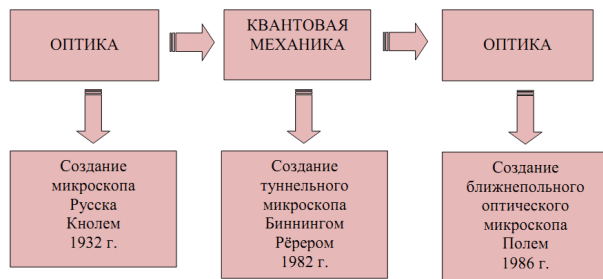 ОПТИКА
КВАНТОВАЯ
МЕХАНИКА
ОПТИКА
Создание
микроскопа
Русска
Кнолем
1932 г.
Создание
туннельного
микроскопа
Биннингом
Рёрером
1982 г.
Создание
ближнепольного
оптического
микроскопа
Полем
1986 г.